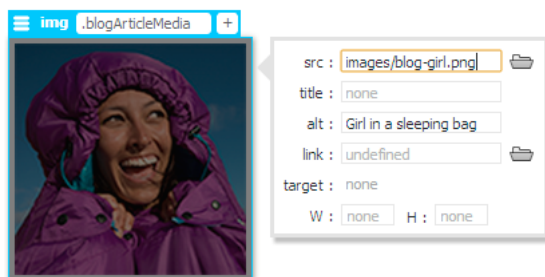 img .blogArticleMedia +
src : images/blog-girl.png
title : none
alt : Girl in a sleeping bag
link : undefined
target : none
W : none H : none